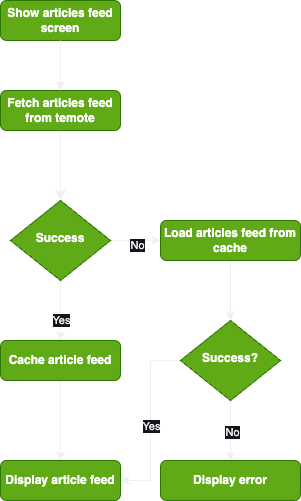 Show articles feed
screen
Fetch articles feed
from temote
Success
No
Load articles feed from
cache
Yes
Cache article feed
Success?
Yes
No
Display article feed
Display error